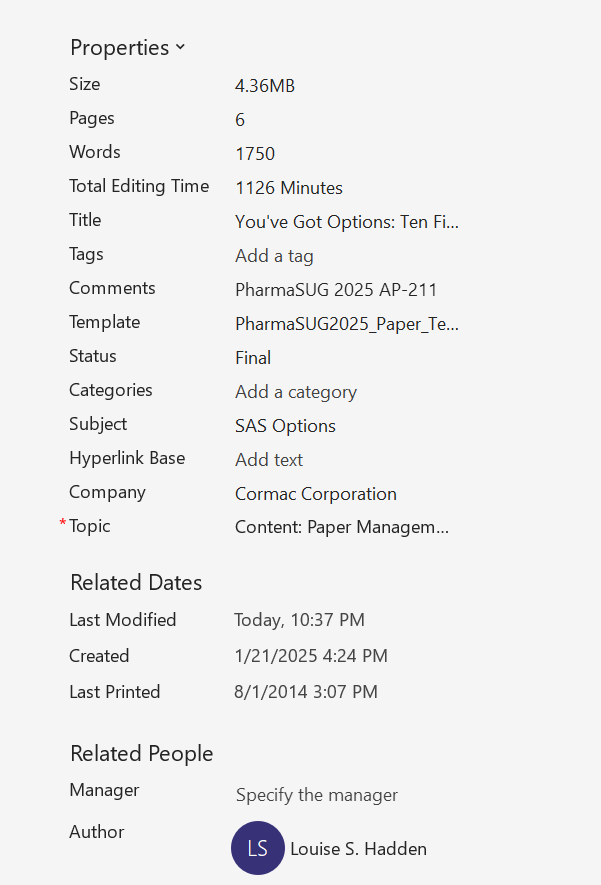 Properties
Size 4.36MB
Pages 6
Words 1750
Total Editing Time 1126 Minutes
Title You've Got Options: Ten Fi...
Tags Add a tag
Comments PharmaSUG 2025 AP-211
Template PharmaSUG2025_Paper_Te...
Status Final
Categories Add a category
Subject SAS Options
Hyperlink Base Add text
Company Cormac Corporation
* Topic Content: Paper Managem...
Related Dates
Last Modified Today, 10:37 PM
Created 1/21/2025 4:24 PM
Last Printed 8/1/2014 3:07 PM
Related People
Manager Specify the manager
Author LS Louise S. Hadden